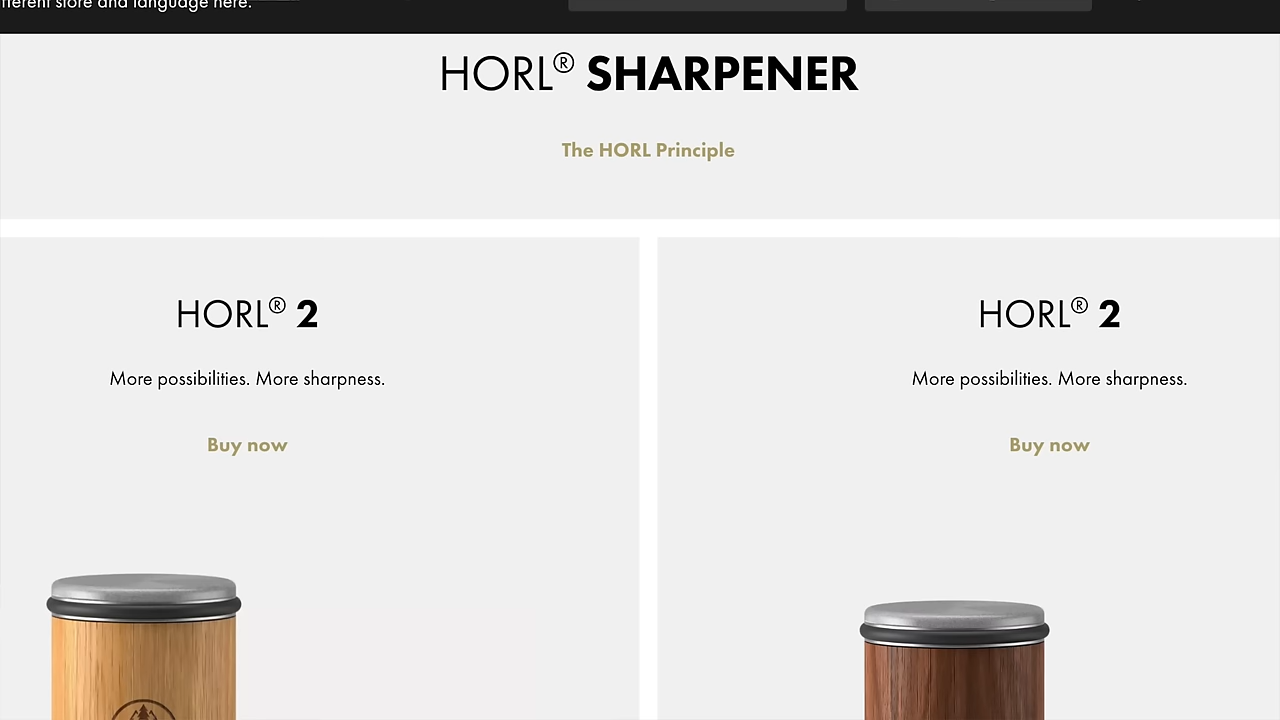 fferent store and language here.
HORL® SHARPENER
The HORL Principle
HORL® 2
More possibilities. More sharpness.
Buy now
HORL® 2
More possibilities. More sharpness.
Buy now